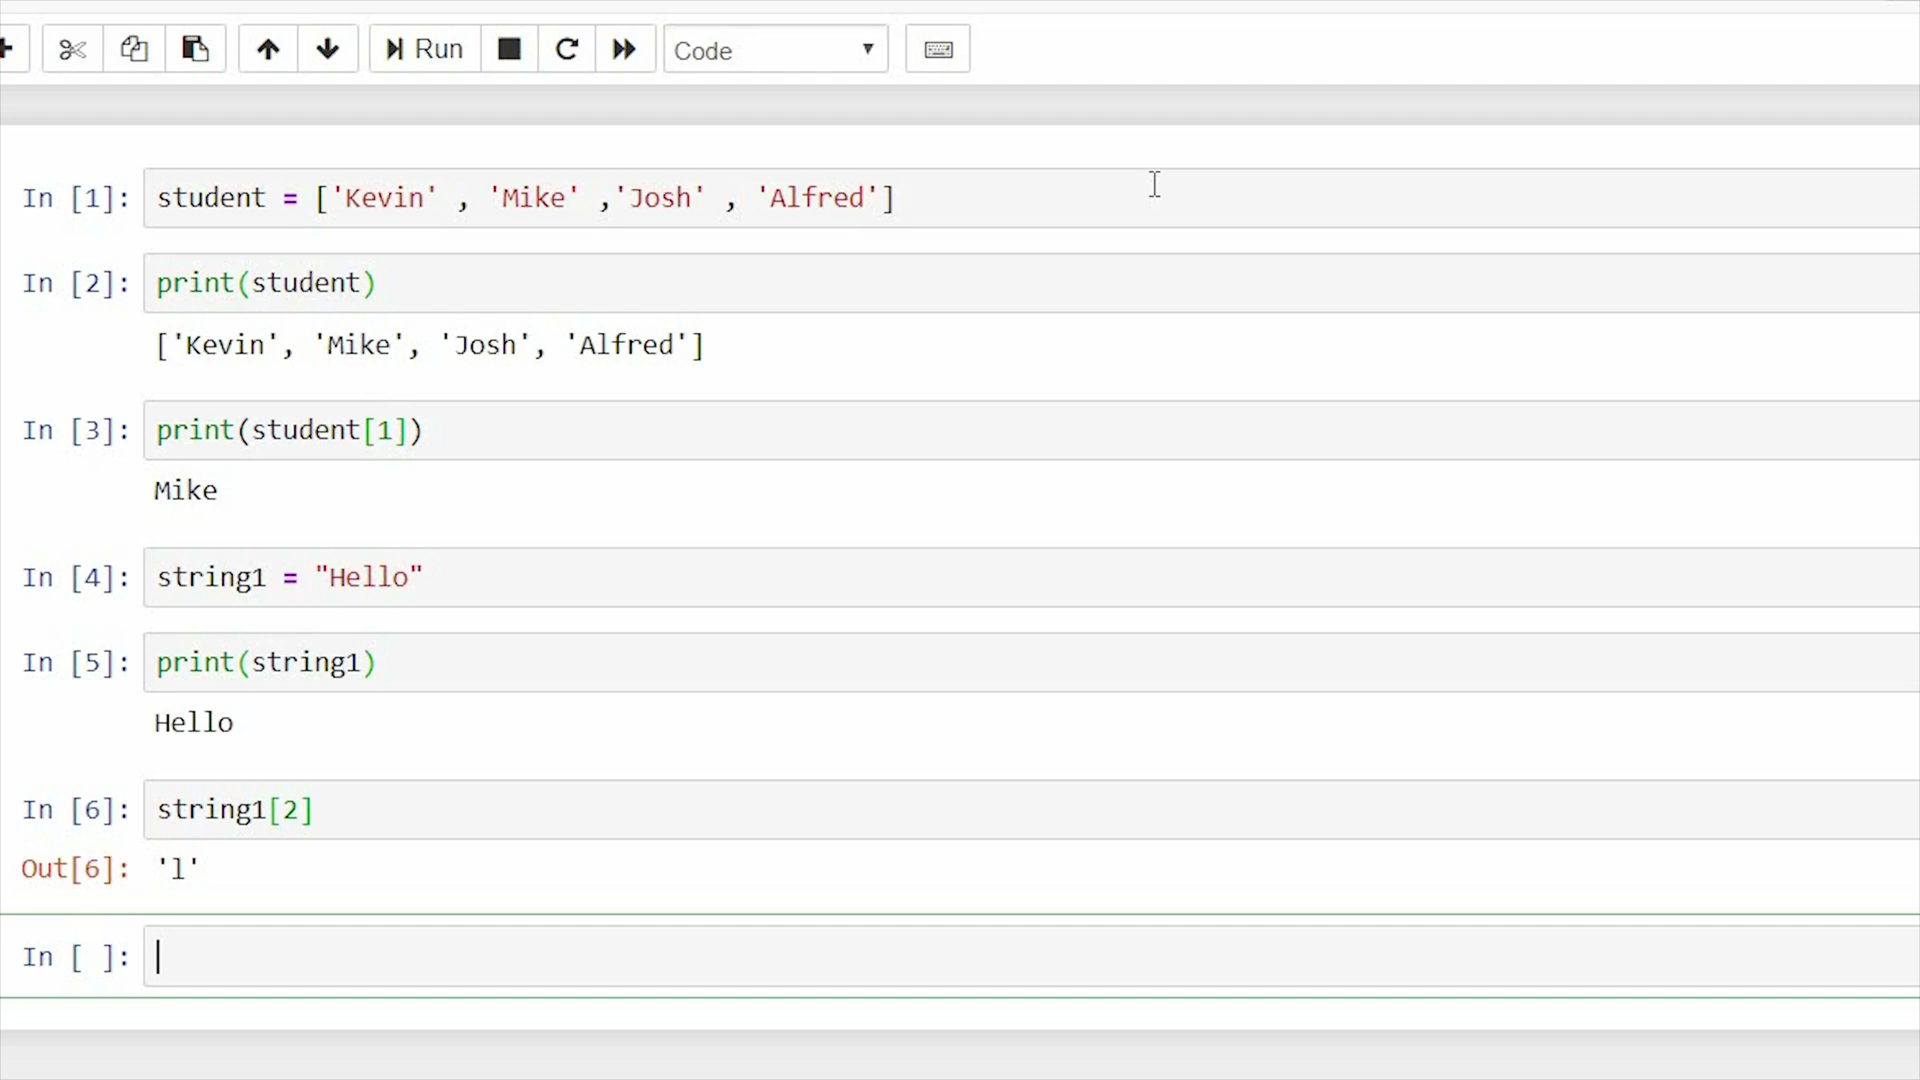 Run Code
In [1]: student = ['Kevin' , 'Mike' ,'Josh' , 'Alfred']
In [2]: print(student)
['Kevin', 'Mike', 'Josh', 'Alfred']
In [3]: print(student[1])
Mike
In [4]: string1 = "Hello"
In [5]: print(string1)
Hello
In [6]: string1[2]
Out[6]: 'l'
In [ ]: